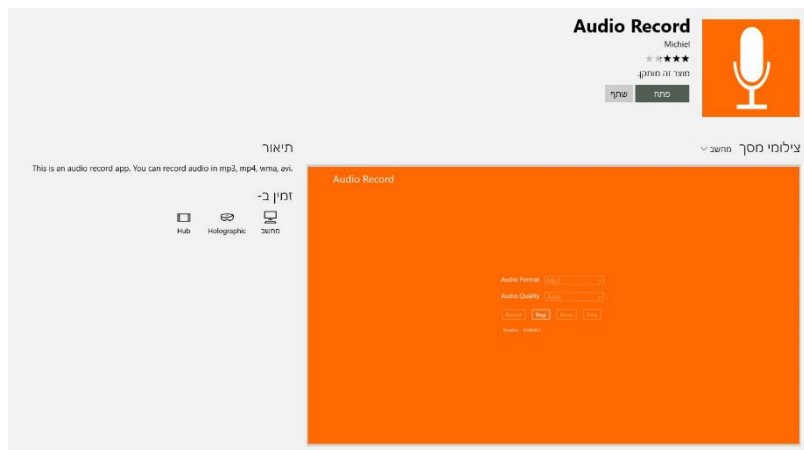 Audio Record
Michiel
מוצר זה מותקן.
פתח
שתף
צילומי מסך מחשב
Audio Record
Audio Format
Audio Quality
Stop
תיאור
This is an audio record app. You can record audio in mp3, mp4, wma, avi.
זמין ב-
מחשב
Holographic
Hub